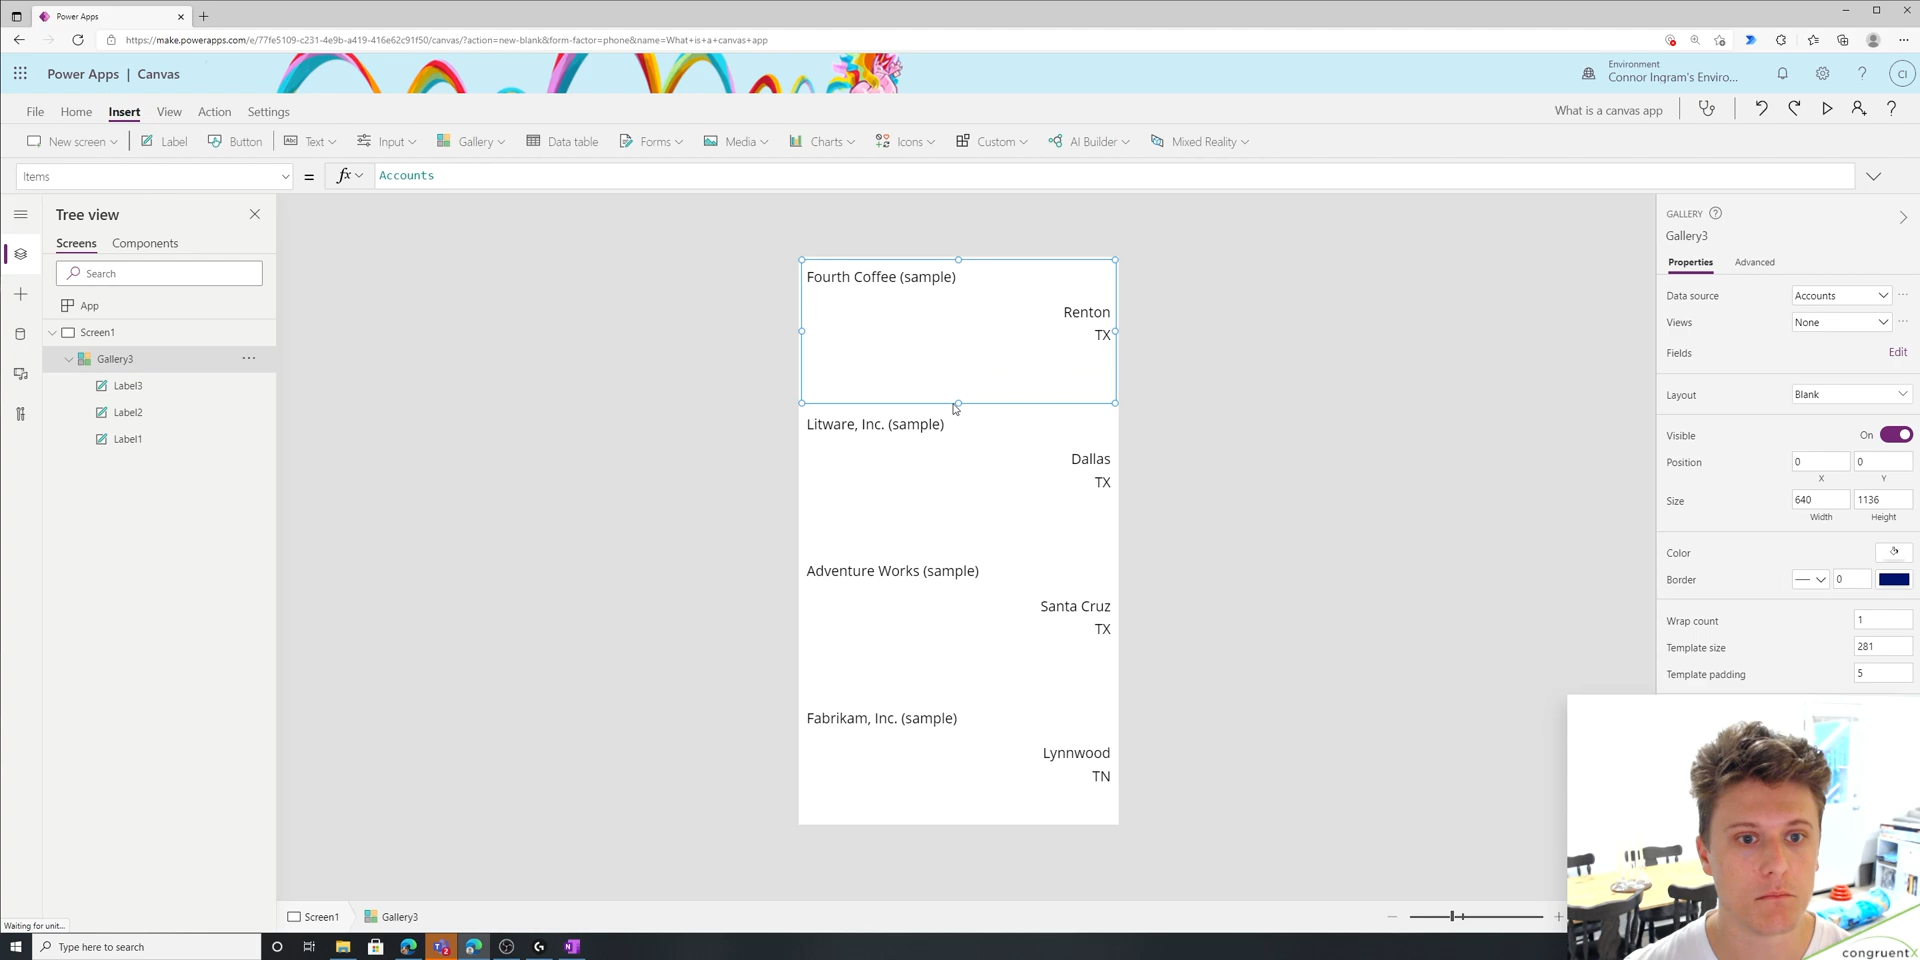 Power Apps
https://make.powerapps.com/e/77fe5109-c231-4e9b-a419-416e62c91f50/canvas/?action=new-blank&form-factor=phone&name=What+is+a+canvas+app
Power Apps | Canvas
Environment
Connor Ingram's Enviro...
CI
File Home Insert View Action Settings
What is a canvas app
New screen Label Button Text Input Gallery Data table Forms Media Charts Icons Custom AI Builder Mixed Reality
Items = fx Accounts
Tree view
Screens Components
Search
App
Screen1
Gallery3
Label3
Label2
Label1
Fourth Coffee (sample)
Renton
TX
Litware, Inc. (sample)
Dallas
TX
Adventure Works (sample)
Santa Cruz
TX
Fabrikam, Inc. (sample)
Lynnwood
TN
GALLERY
Gallery3
Properties Advanced
Data source Accounts
Views None
Fields Edit
Layout Blank
Visible On
Position 0 0
X Y
Size 640 1136
Width Height
Color
Border 0
Wrap count 1
Template size 281
Template padding 5
Screen1 Gallery3
Waiting for unit...
Type here to search
2
congruentX